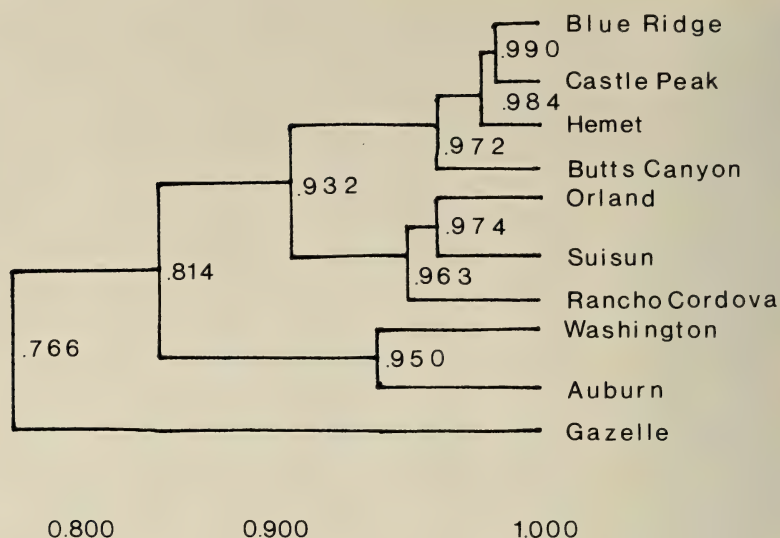 Blue Ridge
.990
Castle Peak
.984
Hemet
.972
Butts Canyon
.932
Orland
.974
Suisun
.814
.963
Rancho Cordova
Washington
.766
.950
Auburn
Gazelle
0.800 0.900 1.000